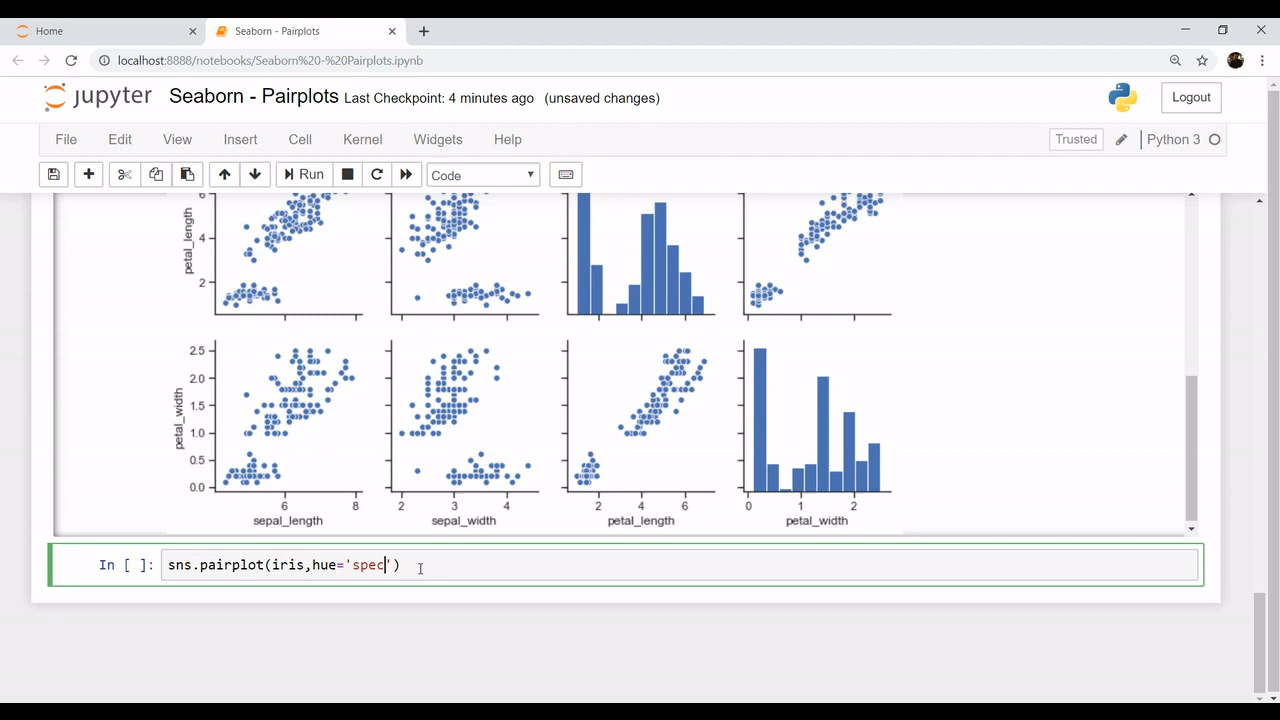 Home
Seaborn - Pairplots
localhost:8888/notebooks/Seaborn%20-%20Pairplots.ipynb
jupyter Seaborn - Pairplots Last Checkpoint: 4 minutes ago (unsaved changes)
Logout
File Edit View Insert Cell Kernel Widgets Help
Trusted Python 3
Run Code
petal_length
6
4
2
petal_width
2.5
2.0
1.5
1.0
0.5
0.0
6 8 2 3 4 2 4 6 0 1 2
sepal_length sepal_width petal_length petal_width
In [ ]: sns.pairplot(iris,hue='spec')